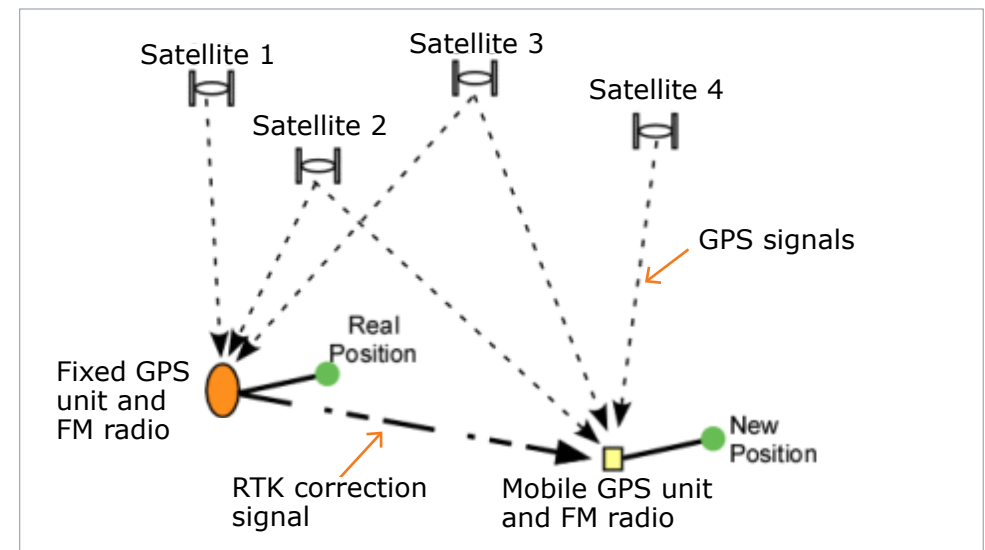 Satellite 1
Satellite 3
Satellite 4
Satellite 2
GPS signals
Real
Position
Fixed GPS
unit and
FM radio
New
Position
RTK correction
signal
Mobile GPS unit
and FM radio